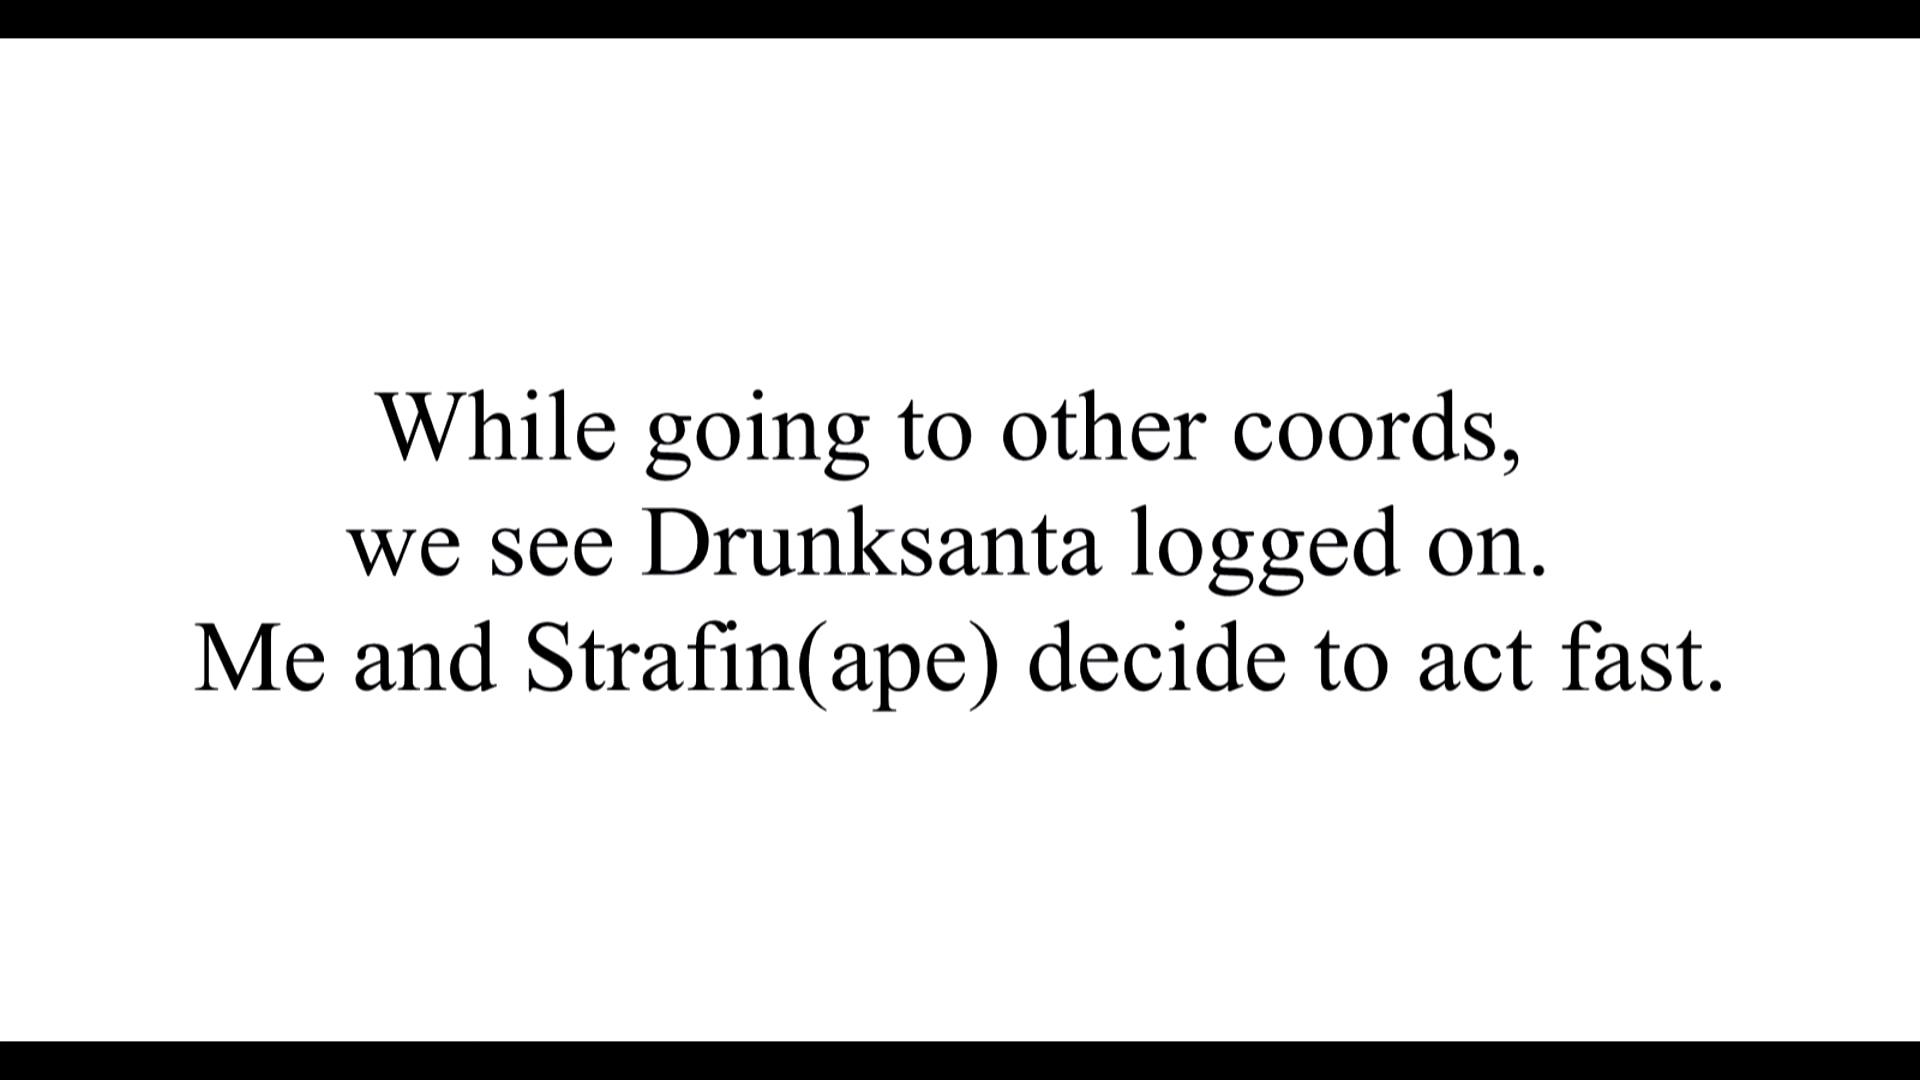 While going to other coords,
we see Drunksanta logged on.
Me and Strafin(ape) decide to act fast.